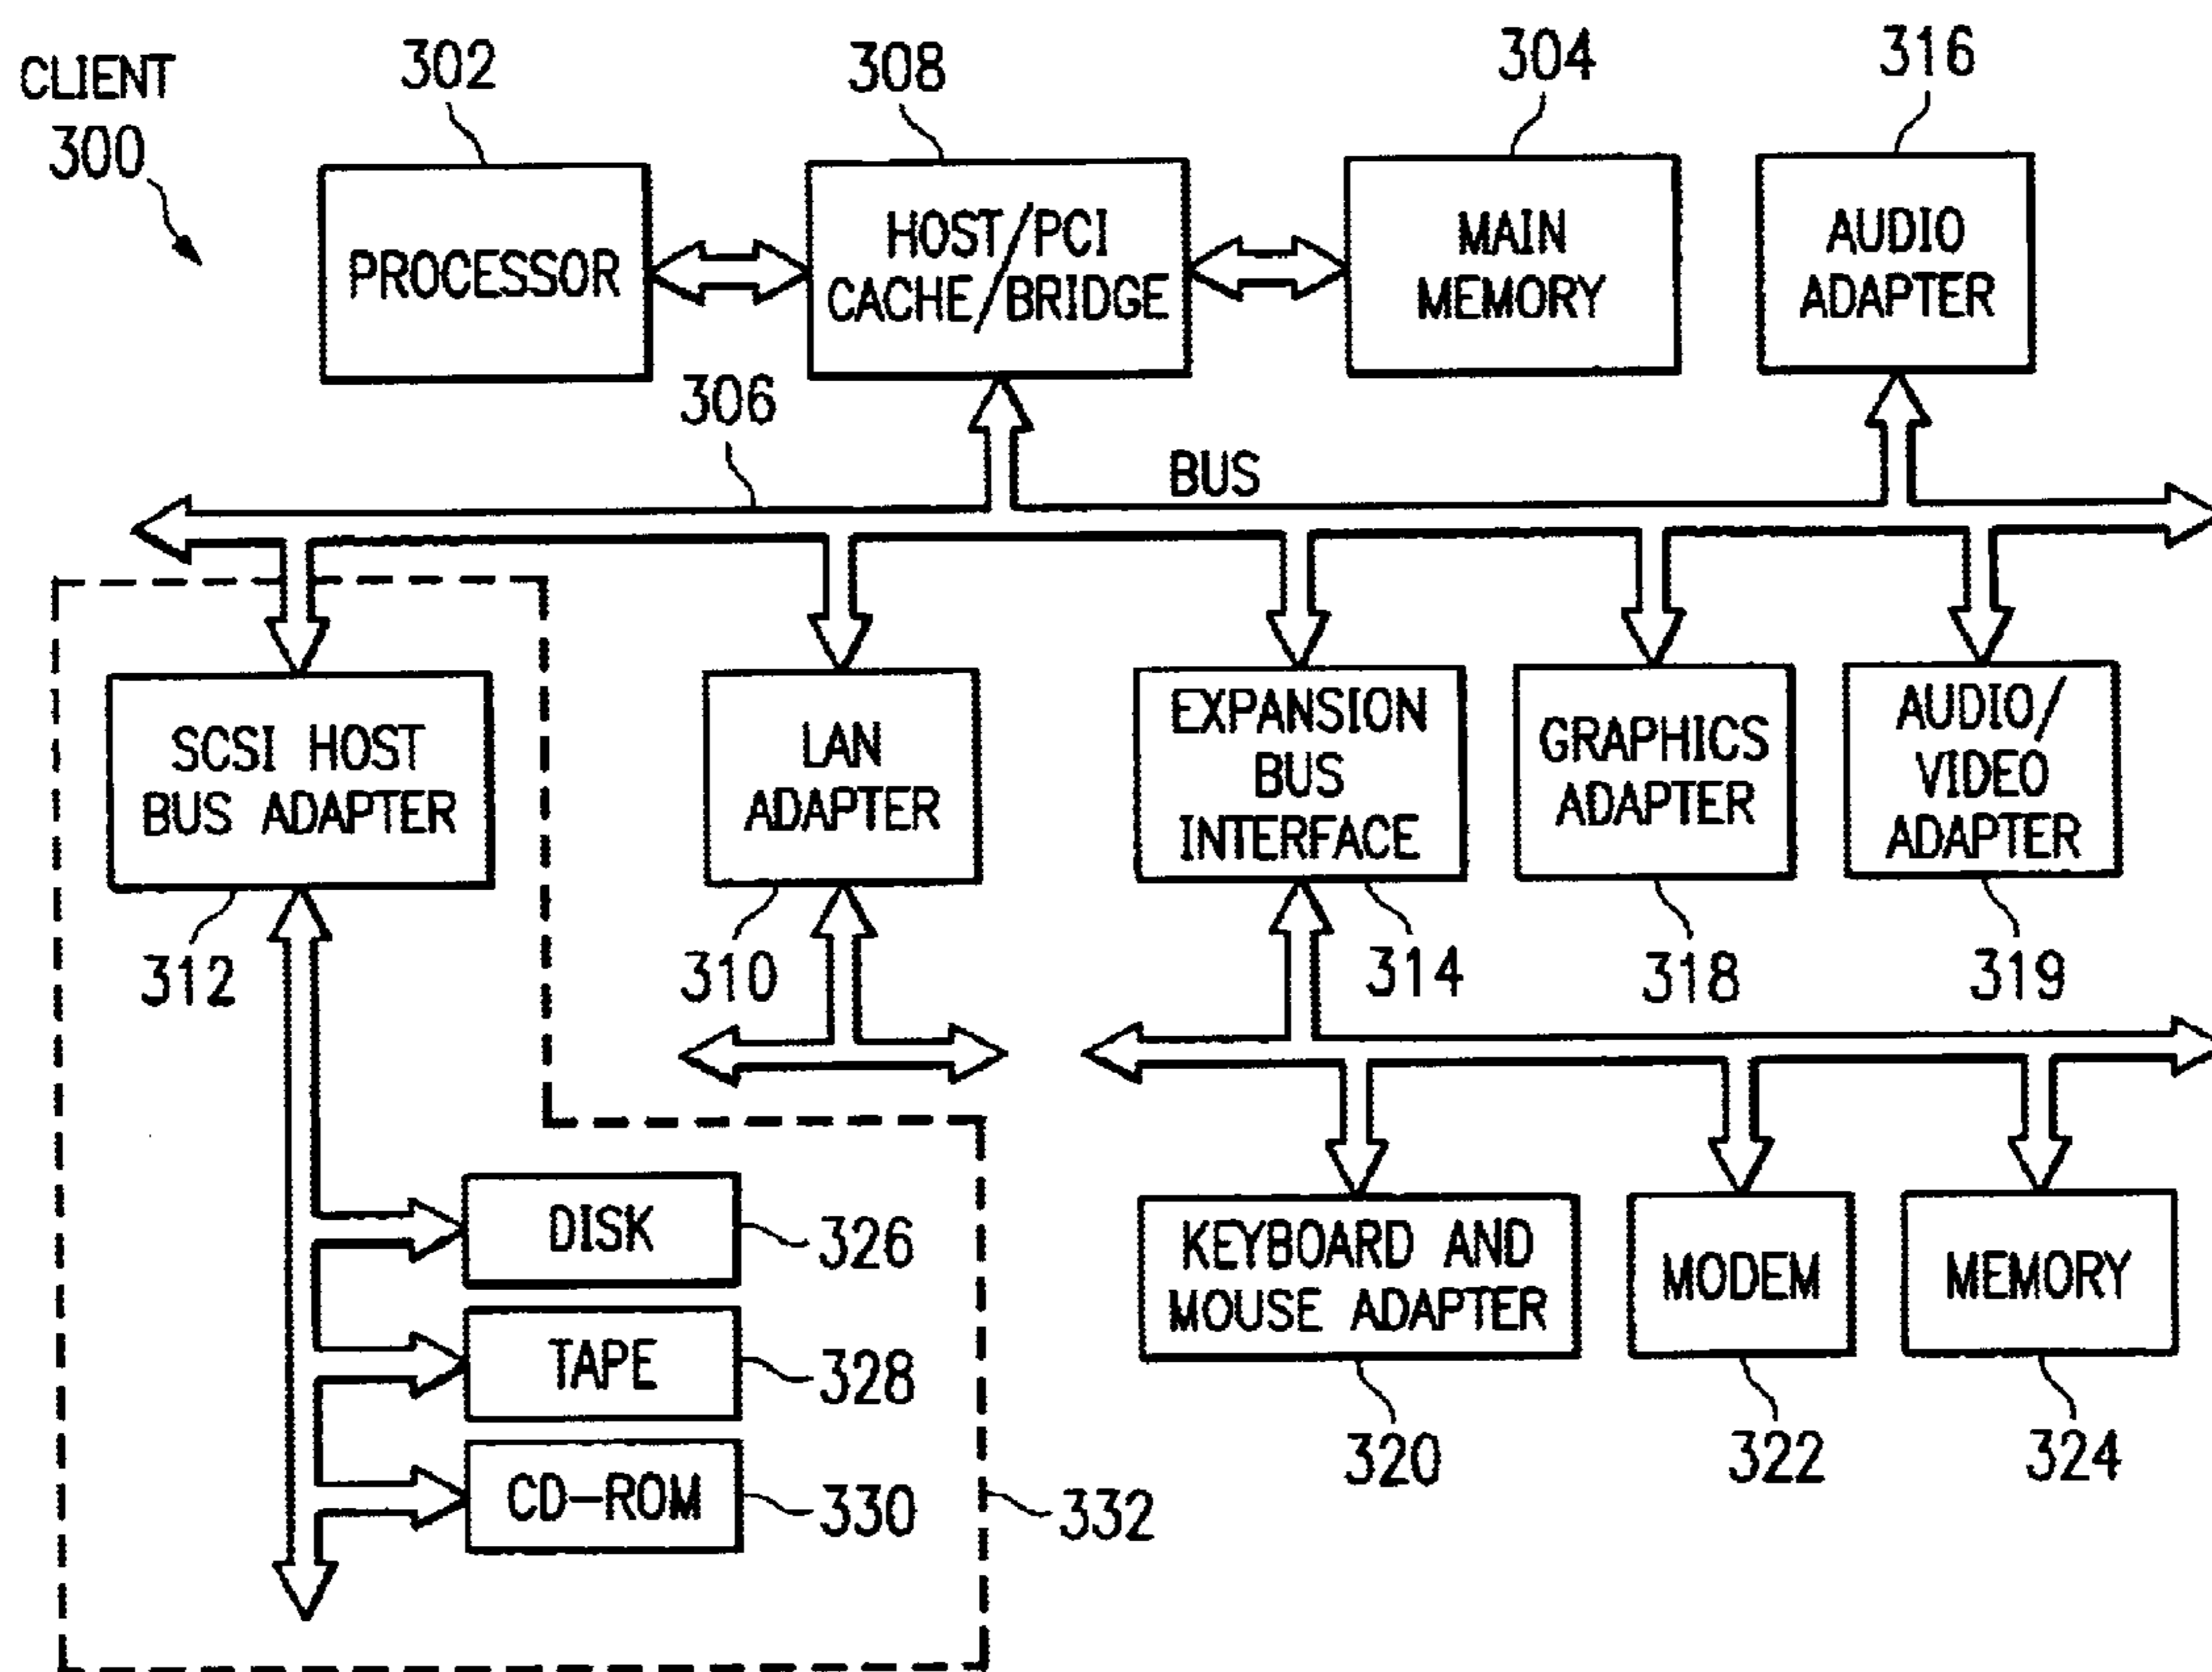 CLIENT
300
302
308
304
316
PROCESSOR
HOST/PCI
CACHE/BRIDGE
MAIN
MEMORY
AUDIO
ADAPTER
306
BUS
SCSI HOST
BUS ADAPTER
LAN
ADAPTER
EXPANSION
BUS
INTERFACE
GRAPHICS
ADAPTER
AUDIO/
VIDEO
ADAPTER
312
310
314
318
319
DISK
326
TAPE
328
CD-ROM
330
332
KEYBOARD AND
MOUSE ADAPTER
MODEM
MEMORY
320
322
324